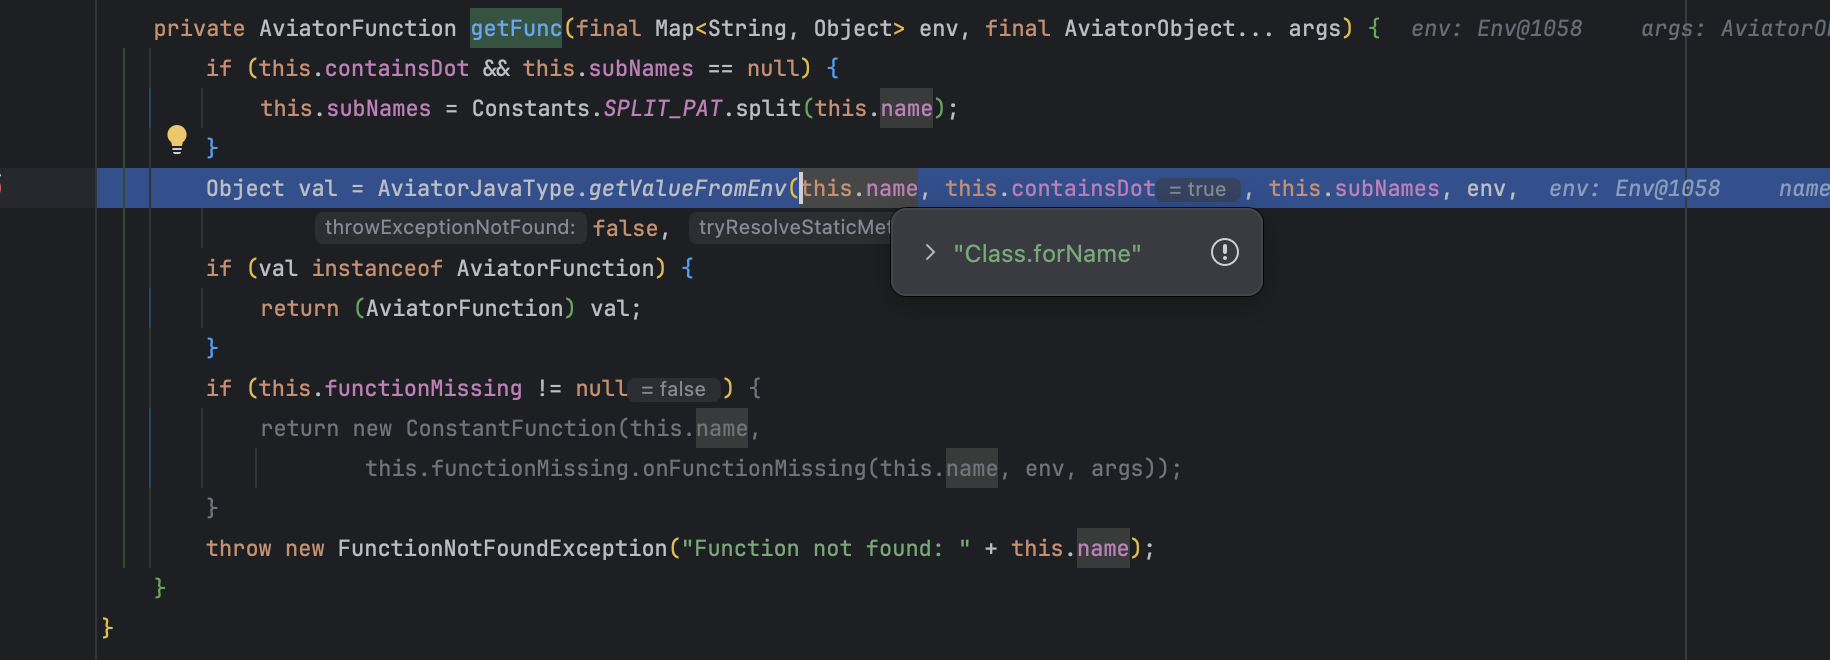 private AviatorFunction getFunc(final Map<String, Object> env, final AviatorObject... args) { env: Env@1058 args:
if (this.containsDot && this.subNames == null) {
this.subNames = Constants.SPLIT_PAT.split(this.name);
}
Object val = AviatorJavaType.getValueFromEnv(this.name, this.containsDot = true , this.subNames, env, env: Env@1058 name
throwExceptionNotFound: false, tryResolveStaticMet
"Class.forName"
if (val instanceof AviatorFunction) {
return (AviatorFunction) val;
}
if (this.functionMissing != null = false ) {
return new ConstantFunction(this.name,
this.functionMissing.onFunctionMissing(this.name, env, args));
}
throw new FunctionNotFoundException("Function not found: " + this.name);
}
}